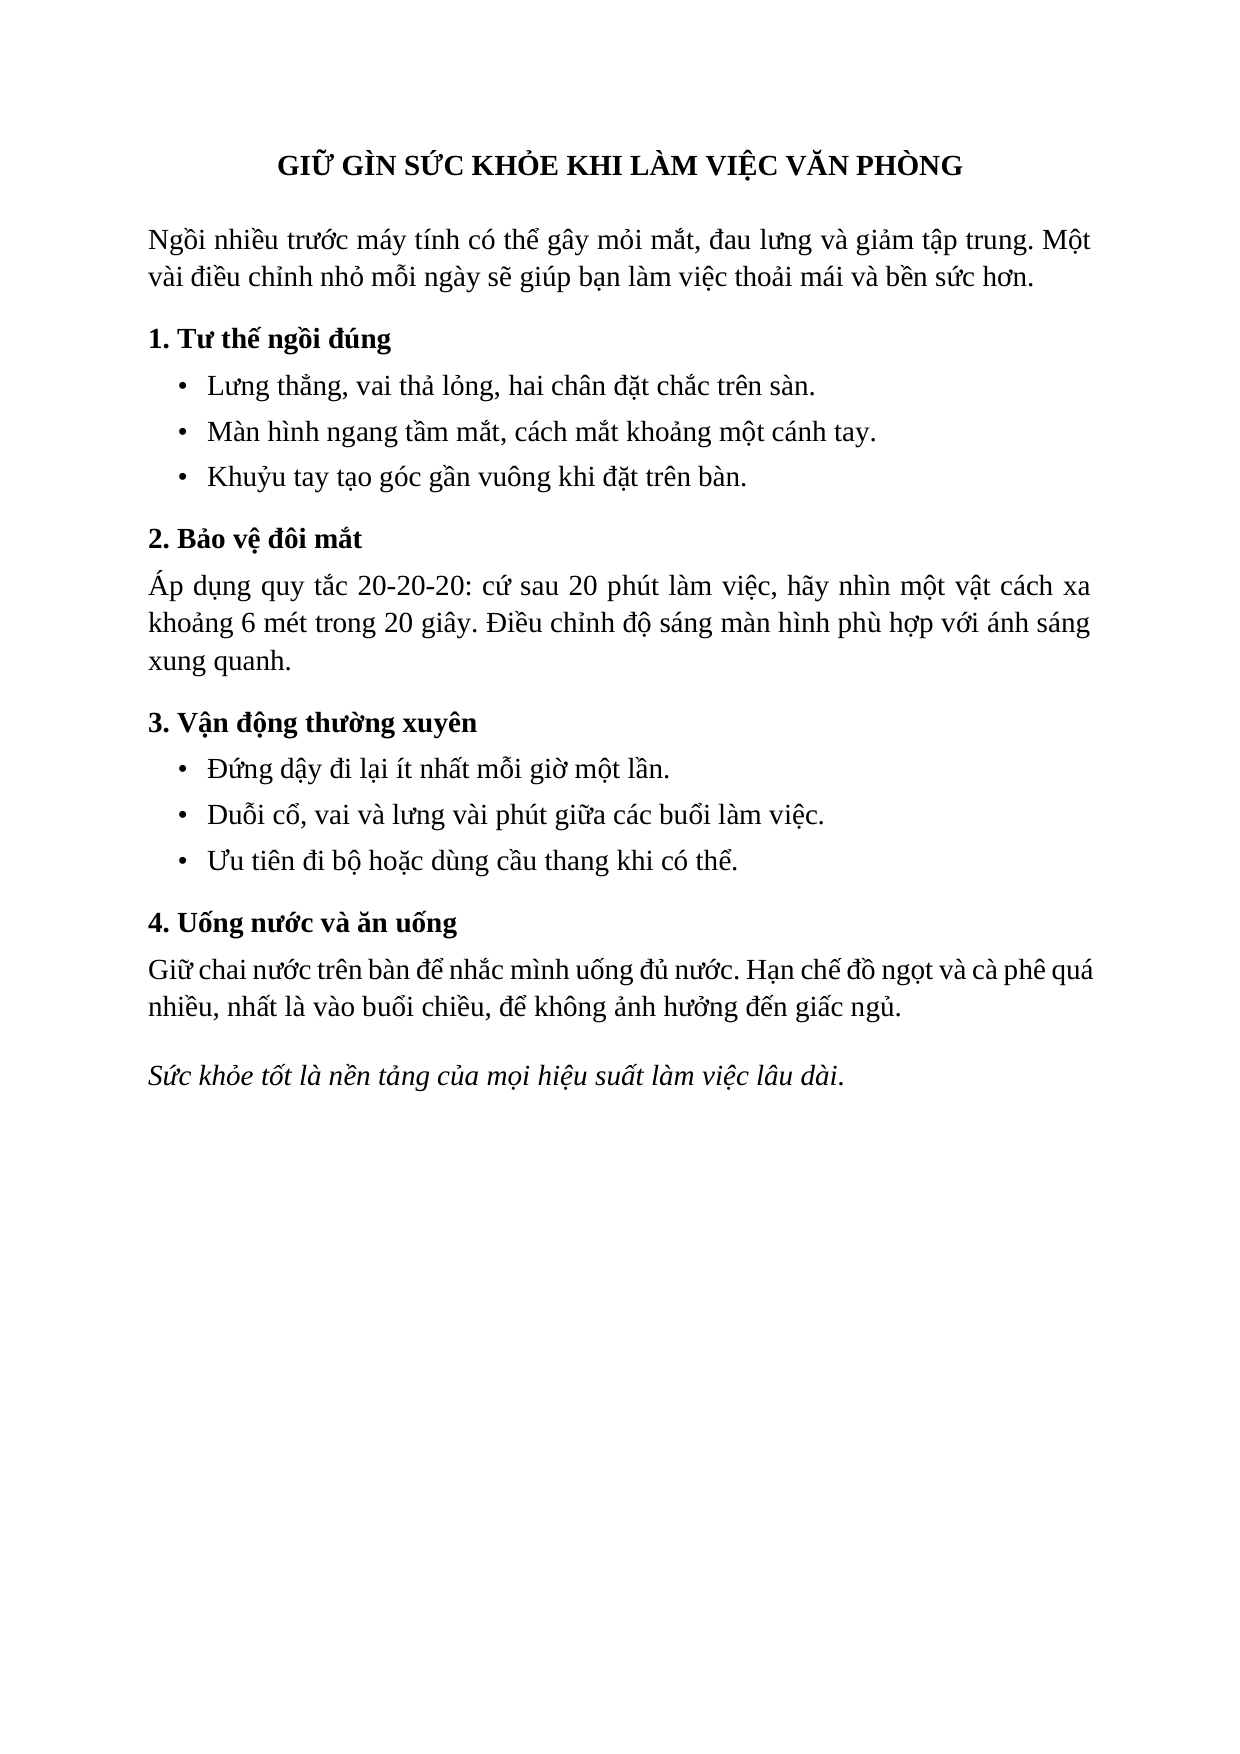 GIỮ GÌN SỨC KHỎE KHI LÀM VIỆC VĂN PHÒNG
Ngồi nhiều trước máy tính có thể gây mỏi mắt, đau lưng và giảm tập trung. Một
vài điều chỉnh nhỏ mỗi ngày sẽ giúp bạn làm việc thoải mái và bền sức hơn.
1. Tư thế ngồi đúng
• Lưng thẳng, vai thả lỏng, hai chân đặt chắc trên sàn.
• Màn hình ngang tầm mắt, cách mắt khoảng một cánh tay.
• Khuỷu tay tạo góc gần vuông khi đặt trên bàn.
2. Bảo vệ đôi mắt
Áp dụng quy tắc 20-20-20: cứ sau 20 phút làm việc, hãy nhìn một vật cách xa
khoảng 6 mét trong 20 giây. Điều chỉnh độ sáng màn hình phù hợp với ánh sáng
xung quanh.
3. Vận động thường xuyên
• Đứng dậy đi lại ít nhất mỗi giờ một lần.
• Duỗi cổ, vai và lưng vài phút giữa các buổi làm việc.
• Ưu tiên đi bộ hoặc dùng cầu thang khi có thể.
4. Uống nước và ăn uống
Giữ chai nước trên bàn để nhắc mình uống đủ nước. Hạn chế đồ ngọt và cà phê quá
nhiều, nhất là vào buổi chiều, để không ảnh hưởng đến giấc ngủ.
Sức khỏe tốt là nền tảng của mọi hiệu suất làm việc lâu dài.